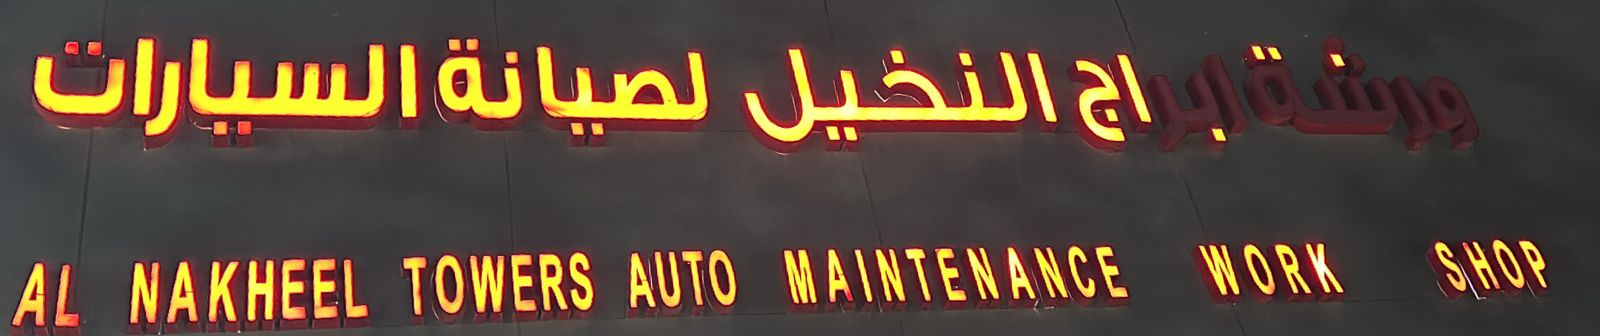 ورشة ابراج النخيل لصيانة السيارات
AL NAKHEEL TOWERS AUTO MAINTENANCE WORK SHOP